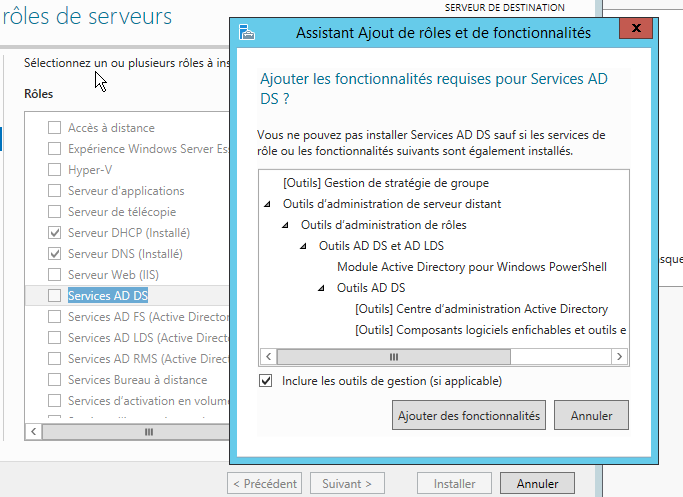 rôles de serveurs
SERVEUR DE DESTINATION
Sélectionnez un ou plusieurs rôles à ins
Rôles
Accès à distance
Expérience Windows Server Ess
Hyper-V
Serveur d'applications
Serveur de télécopie
Serveur DHCP (Installé)
Serveur DNS (Installé)
Serveur Web (IIS)
Services AD DS
Services AD FS (Active Director
Services AD LDS (Active Direct
Services AD RMS (Active Direct
Services Bureau à distance
Services d'activation en volume
< Précédent
Suivant >
Installer
Annuler
Assistant Ajout de rôles et de fonctionnalités
Ajouter les fonctionnalités requises pour Services AD
DS ?
Vous ne pouvez pas installer Services AD DS sauf si les services de
rôle ou les fonctionnalités suivants sont également installés.
[Outils] Gestion de stratégie de groupe
Outils d'administration de serveur distant
Outils d'administration de rôles
Outils AD DS et AD LDS
Module Active Directory pour Windows PowerShell
Outils AD DS
[Outils] Centre d'administration Active Directory
[Outils] Composants logiciels enfichables et outils e
Inclure les outils de gestion (si applicable)
Ajouter des fonctionnalités
Annuler